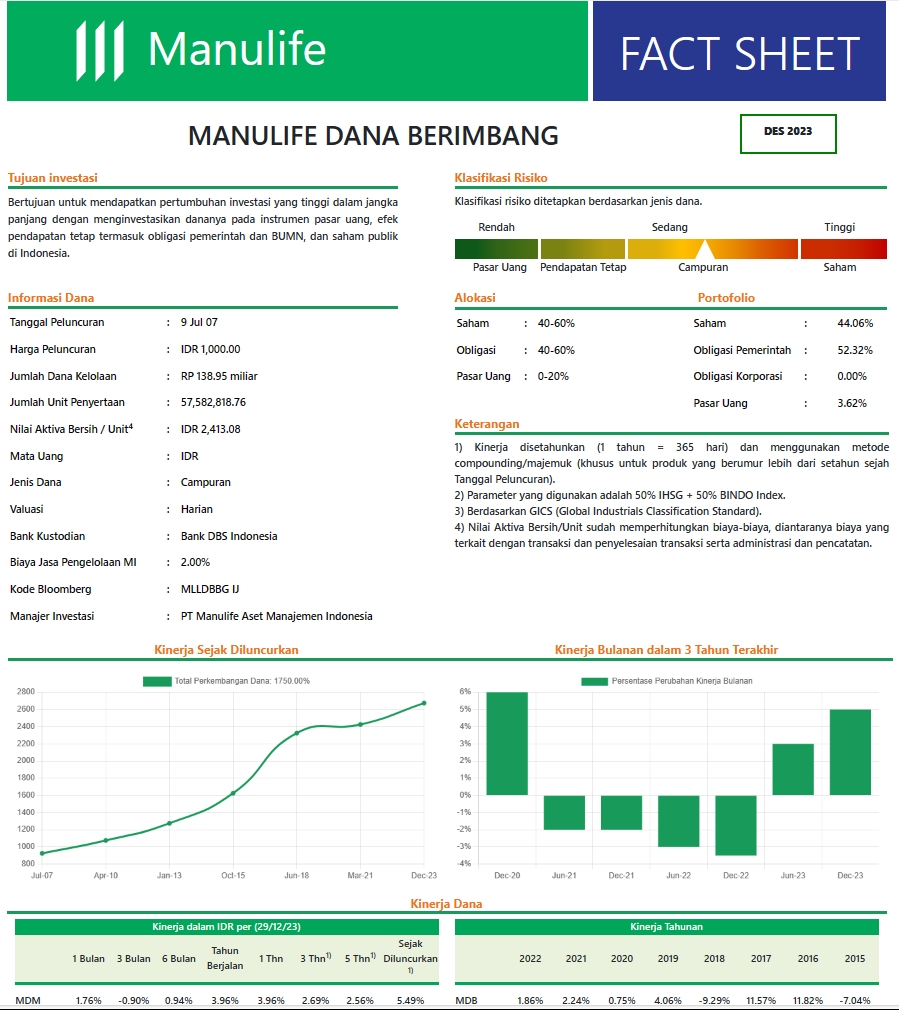 Manulife
FACT SHEET
MANULIFE DANA BERIMBANG
DES 2023
Tujuan investasi
Bertujuan untuk mendapatkan pertumbuhan investasi yang tinggi dalam jangka
panjang dengan menginvestasikan dananya pada instrumen pasar uang, efek
pendapatan tetap termasuk obligasi pemerintah dan BUMN, dan saham publik
di Indonesia.
Klasifikasi Risiko
Klasifikasi risiko ditetapkan berdasarkan jenis dana.
Rendah Sedang Tinggi
Pasar Uang Pendapatan Tetap Campuran Saham
Informasi Dana
Tanggal Peluncuran : 9 Jul 07
Harga Peluncuran : IDR 1,000.00
Jumlah Dana Kelolaan : RP 138.95 miliar
Jumlah Unit Penyertaan : 57,582,818.76
Nilai Aktiva Bersih / Unit4 : IDR 2,413.08
Mata Uang : IDR
Jenis Dana : Campuran
Valuasi : Harian
Bank Kustodian : Bank DBS Indonesia
Biaya Jasa Pengelolaan MI : 2.00%
Kode Bloomberg : MLLDBBG IJ
Manajer Investasi : PT Manulife Aset Manajemen Indonesia
Alokasi
Saham : 40-60%
Obligasi : 40-60%
Pasar Uang : 0-20%
Portofolio
Saham : 44.06%
Obligasi Pemerintah : 52.32%
Obligasi Korporasi : 0.00%
Pasar Uang : 3.62%
Keterangan
1) Kinerja disetahunkan (1 tahun = 365 hari) dan menggunakan metode
compounding/majemuk (khusus untuk produk yang berumur lebih dari setahun sejah
Tanggal Peluncuran).
2) Parameter yang digunakan adalah 50% IHSG + 50% BINDO Index.
3) Berdasarkan GICS (Global Industrials Classification Standard).
4) Nilai Aktiva Bersih/Unit sudah memperhitungkan biaya-biaya, diantaranya biaya yang
terkait dengan transaksi dan penyelesaian transaksi serta administrasi dan pencatatan.
Kinerja Sejak Diluncurkan
Total Perkembangan Dana: 1750.00%
2800
2600
2400
2200
2000
1800
1600
1400
1200
1000
800
Jul-07 Apr-10 Jan-13 Oct-15 Jun-18 Mar-21 Dec-23
Kinerja Bulanan dalam 3 Tahun Terakhir
Persentase Perubahan Kinerja Bulanan
6%
5%
4%
3%
2%
1%
0%
-1%
-2%
-3%
-4%
Dec-20 Jun-21 Dec-21 Jun-22 Dec-22 Jun-23 Dec-23
Kinerja Dana
Kinerja dalam IDR per (29/12/23)
1 Bulan 3 Bulan 6 Bulan Tahun Berjalan 1 Thn 3 Thn1) 5 Thn1) Sejak Diluncurkan 1)
MDM 1.76% -0.90% 0.94% 3.96% 3.96% 2.69% 2.56% 5.49%
Kinerja Tahunan
2022 2021 2020 2019 2018 2017 2016 2015
MDB 1.86% 2.24% 0.75% 4.06% -9.29% 11.57% 11.82% -7.04%